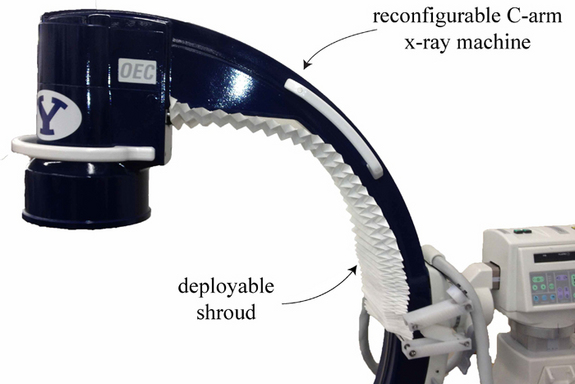 reconfigurable C-arm
x-ray machine
OEC
Y
deployable
shroud